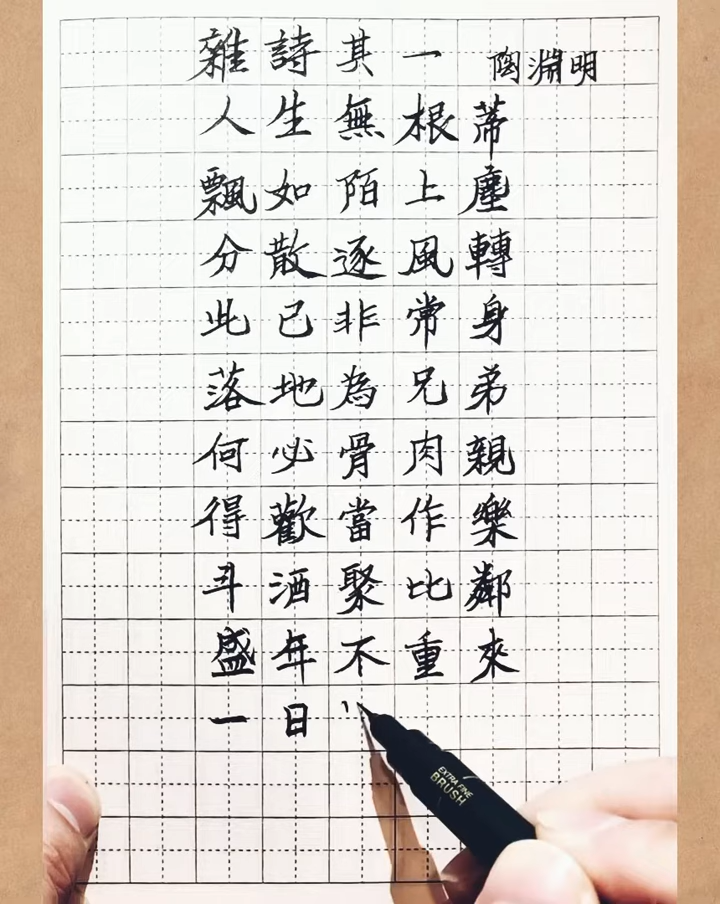 雜詩其一 陶淵明
人生無根蒂
飄如陌上塵
分散逐風轉
此已非常身
落地為兄弟
何必骨肉親
得歡當作樂
斗酒聚比鄰
盛年不重來
一日
EXTRA FINE
BRUSH